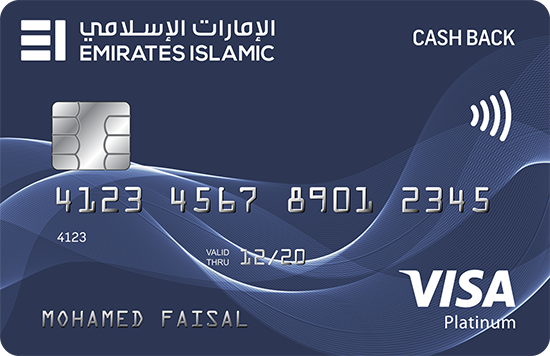 الإمارات الإسلامي
EMIRATES ISLAMIC
CASH BACK
4123 4567 8901 2345
4123
VALID
THRU 12/20
VISA
Platinum
MOHAMED FAISAL